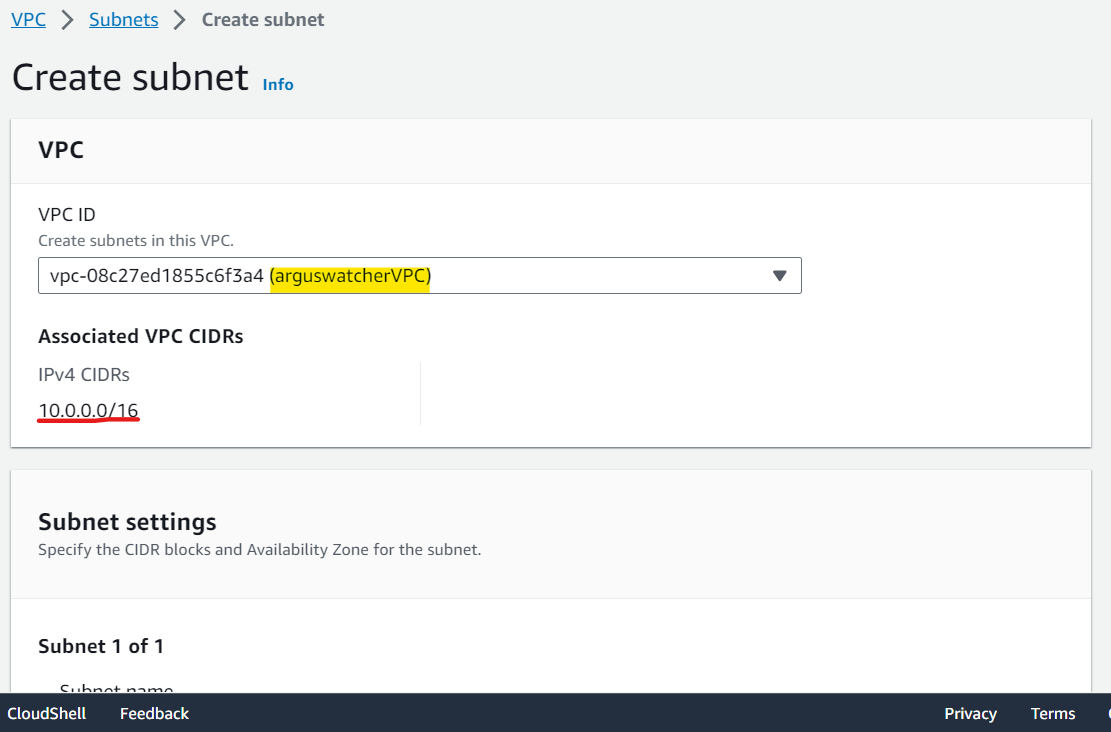 VPC > Subnets > Create subnet
Create subnet Info
VPC
VPC ID
Create subnets in this VPC.
vpc-08c27ed1855c6f3a4 (arguswatcherVPC)
Associated VPC CIDRs
IPv4 CIDRs
10.0.0.0/16
Subnet settings
Specify the CIDR blocks and Availability Zone for the subnet.
Subnet 1 of 1
Subnet name
CloudShell Feedback Privacy Terms